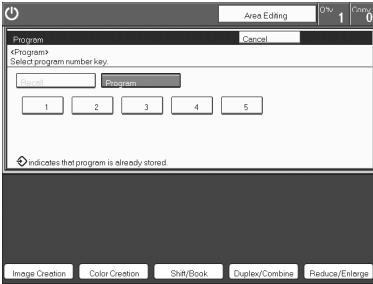 Area Editing
Q'ty
1
Copy
0
Program
Cancel
<Program>
Select program number key.
Recall
Program
1 2 3 4 5
indicates that program is already stored.
Image Creation Color Creation Shift/Book Duplex/Combine Reduce/Enlarge